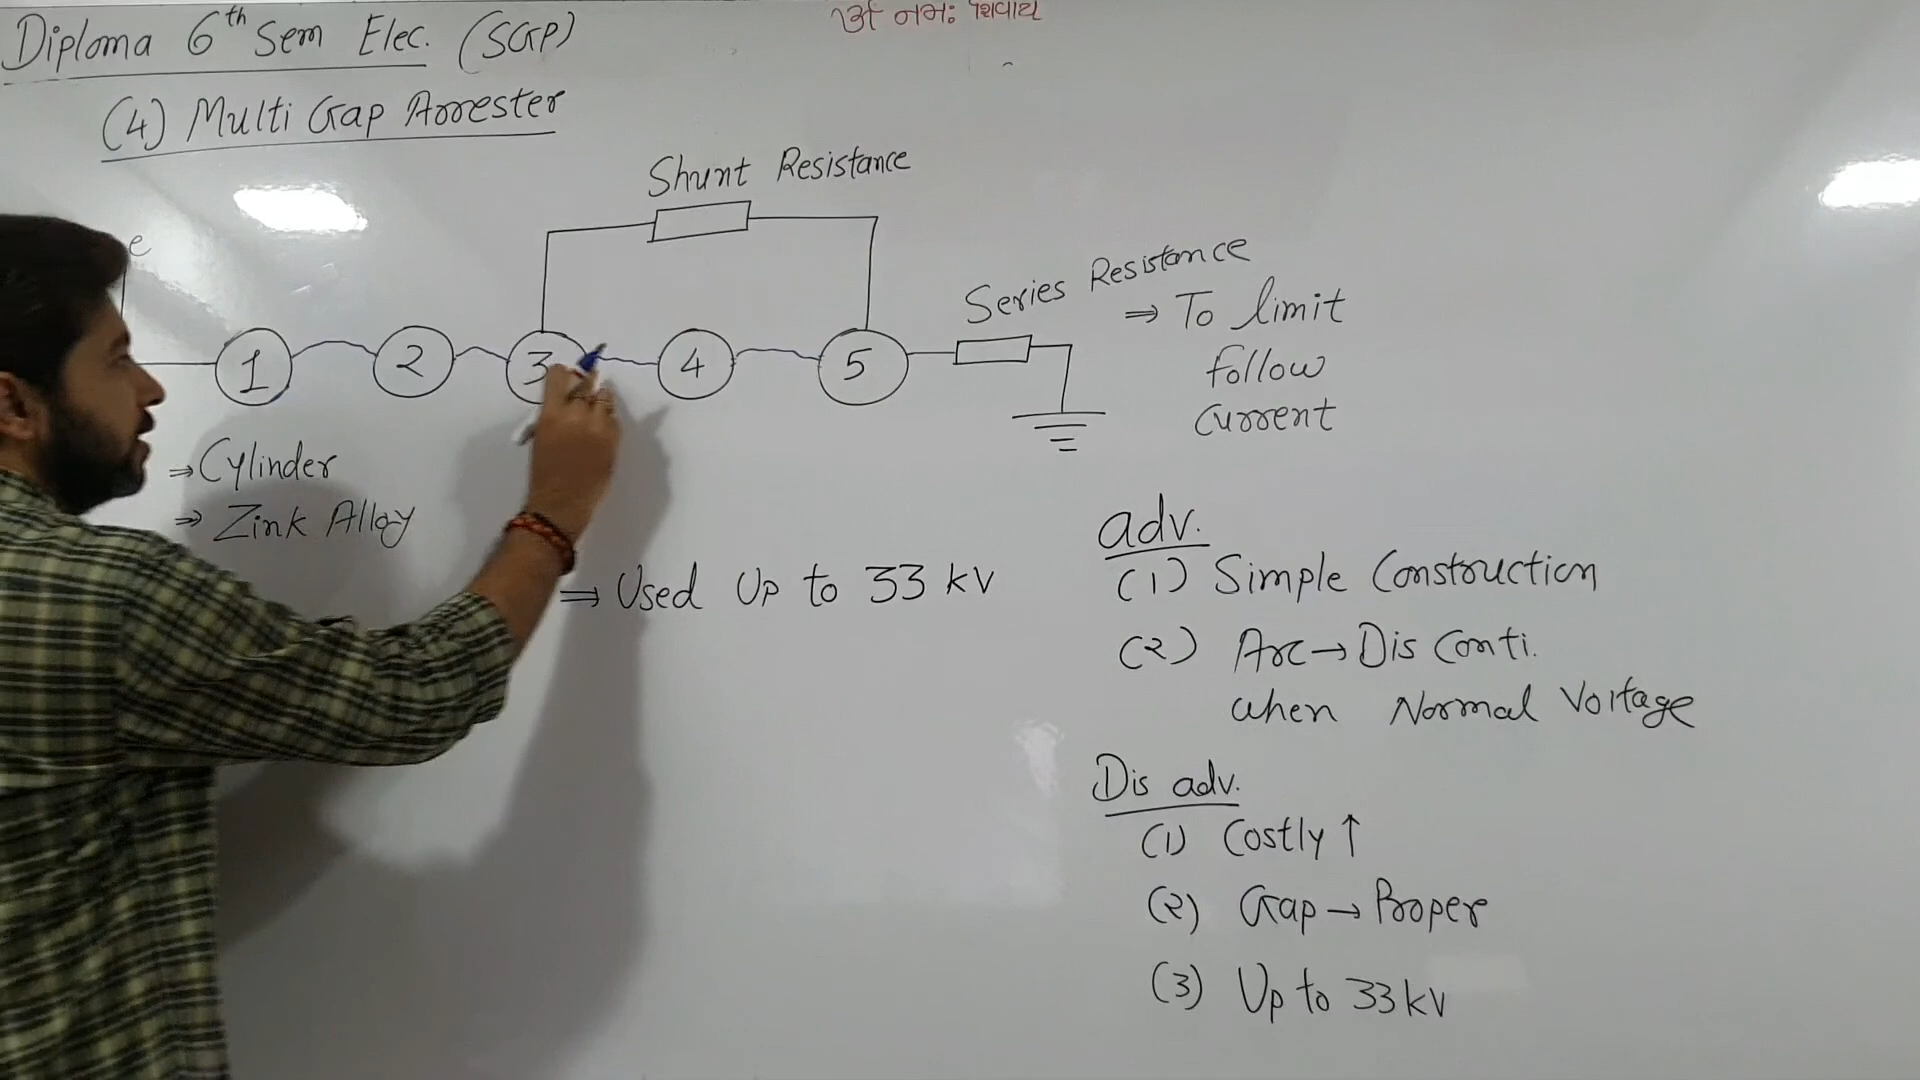 ૐ નમઃ શિવાય
Diploma 6th Sem Elec. (SGP)
(4) Multi Gap Arrester
Shunt Resistance
e
1 2 3 4 5
Series Resistance
⇒ To limit
follow
Current
⇒ Cylinder
⇒ Zink Alloy
⇒ Used Up to 33 kV
adv.
(1) Simple Construction
(2) Arc → Dis Conti.
when Normal Voltage
Dis adv.
(1) Costly ↑
(2) Gap → Proper
(3) Up to 33 kV